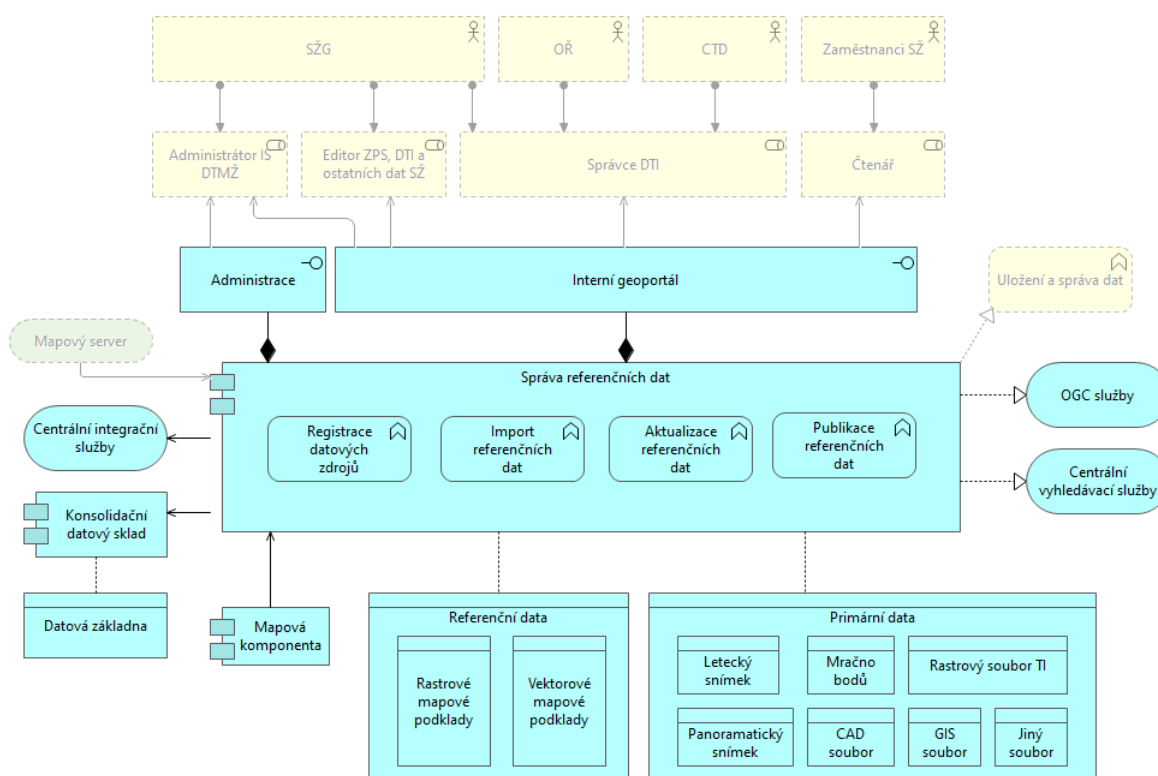 SŽG
OŘ
CTD
Zaměstnanci SŽ
Administrátor IS
DTMŽ
Editor ZPS, DTI a
ostatních dat SŽ
Správce DTI
Čtenář
Administrace
Interní geoportál
Uložení a správa dat
Mapový server
Správa referenčních dat
OGC služby
Centrální integrační
služby
Registrace
datových
zdrojů
Import
referenčních
dat
Aktualizace
referenčních
dat
Publikace
referenčních
dat
Centrální
vyhledávací služby
Konsolidační
datový sklad
Datová základna
Mapová
komponenta
Referenční data
Rastrové
mapové
podklady
Vektorové
mapové
podklady
Primární data
Letecký
snímek
Mračno
bodů
Rastrový soubor TI
Panoramatický
snímek
CAD
soubor
GIS
soubor
Jiný
soubor